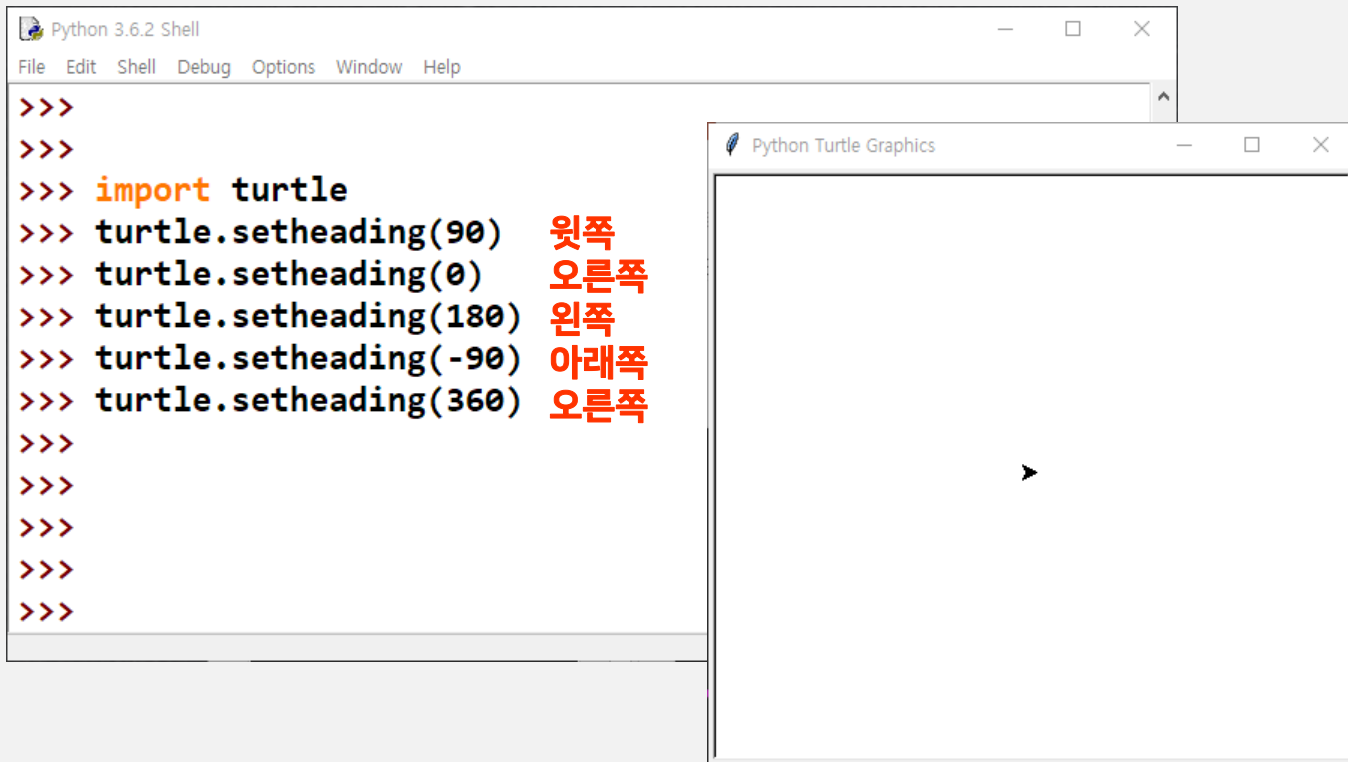 Python 3.6.2 Shell
File Edit Shell Debug Options Window Help
>>>
>>>
>>> import turtle
>>> turtle.setheading(90) 윗쪽
>>> turtle.setheading(0) 오른쪽
>>> turtle.setheading(180) 왼쪽
>>> turtle.setheading(-90) 아래쪽
>>> turtle.setheading(360) 오른쪽
>>>
>>>
>>>
>>>
>>>
Python Turtle Graphics